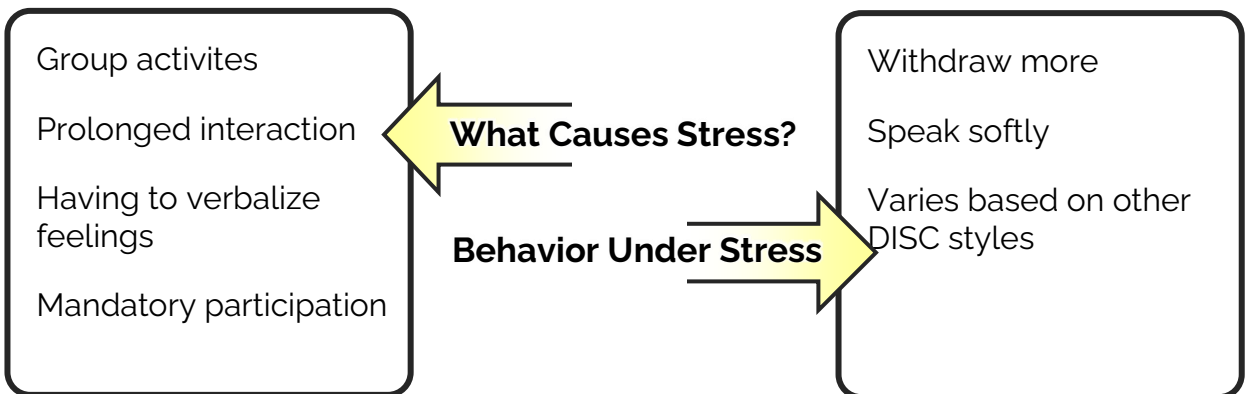 Group activites
Prolonged interaction
Having to verbalize
feelings
Mandatory participation
What Causes Stress?
Behavior Under Stress
Withdraw more
Speak softly
Varies based on other
DISC styles